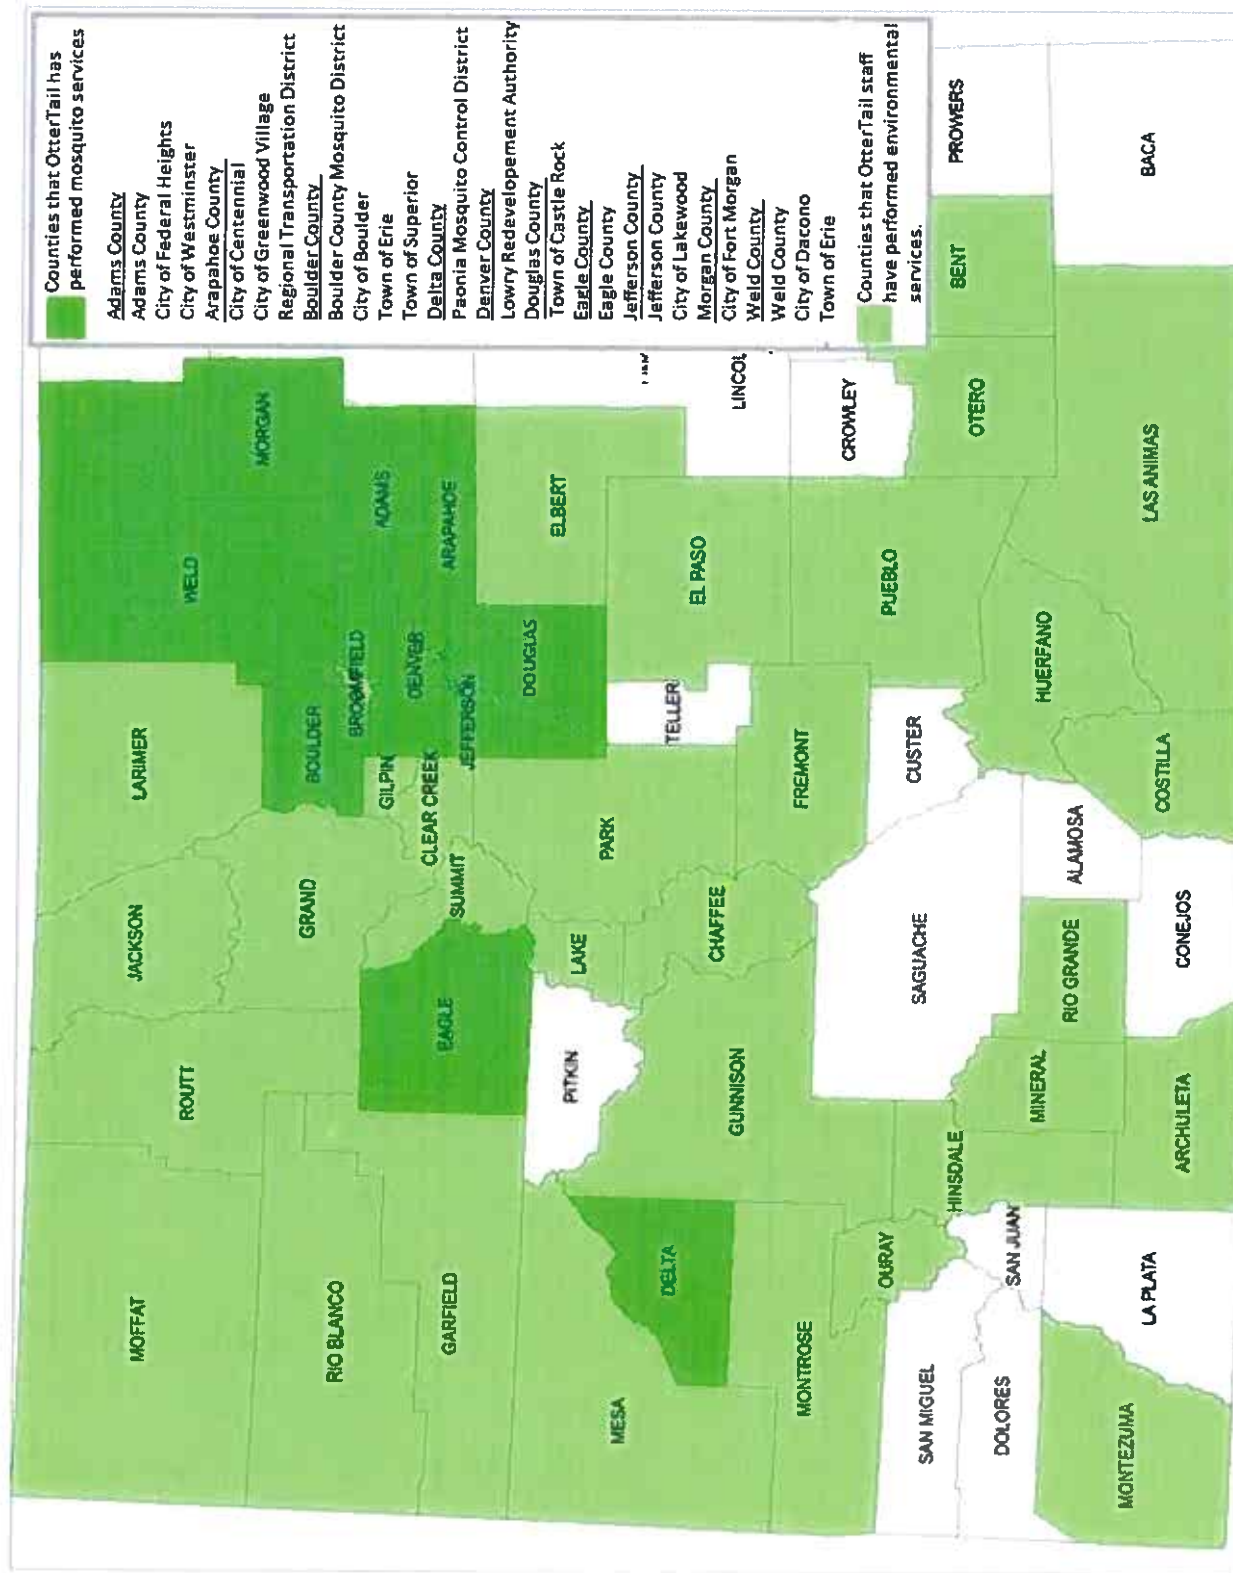 Counties that OtterTail has
performed mosquito services
Adams County
Adams County
City of Federal Heights
City of Westminster
Arapahoe County
City of Centennial
City of Greenwood Village
Regional Transportation District
Boulder County
Boulder County Mosquito District
City of Boulder
Town of Erie
Town of Superior
Delta County
Paonia Mosquito Control District
Denver County
Lowry Redevelopement Authority
Douglas County
Town of Castle Rock
Eagle County
Eagle County
Jefferson County
Jefferson County
City of Lakewood
Morgan County
City of Fort Morgan
Weld County
Weld County
City of Dacono
Town of Erie
Counties that OtterTail staff
have performed environmental
services.
MOFFAT
ROUTT
JACKSON
LARIMER
WELD
MORGAN
RIO BLANCO
GRAND
BOULDER
BROOMFIELD
GILPIN
ADAMS
GARFIELD
EAGLE
SUMMIT
CLEAR CREEK
JEFFERSON
DENVER
ARAPAHOE
MESA
DELTA
PITKIN
LAKE
PARK
DOUGLAS
ELBERT
MONTROSE
GUNNISON
CHAFFEE
TELLER
EL PASO
LINCOL
FREMONT
OURAY
PUEBLO
CROWLEY
SAN MIGUEL
HINSDALE
SAGUACHE
CUSTER
OTERO
BENT
PROWERS
DOLORES
SAN JUAN
MINERAL
RIO GRANDE
ALAMOSA
HUERFANO
MONTEZUMA
LA PLATA
ARCHULETA
CONEJOS
COSTILLA
LAS ANIMAS
BACA